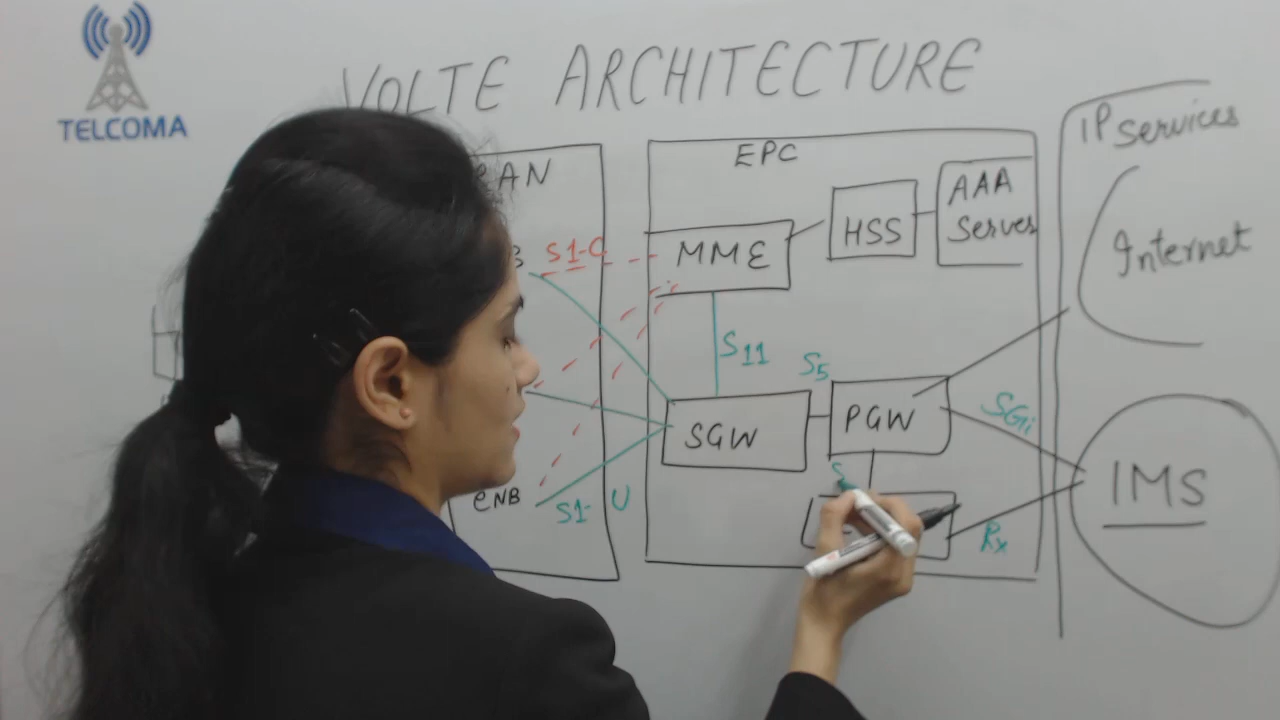 TELCOMA
VOLTE ARCHITECTURE
EPC
IP Services
AAA
Server
HSS
MME
Internet
S1-C
S11
S5
SGW
PGW
SGi
IMS
eNB
S1-U
Rx